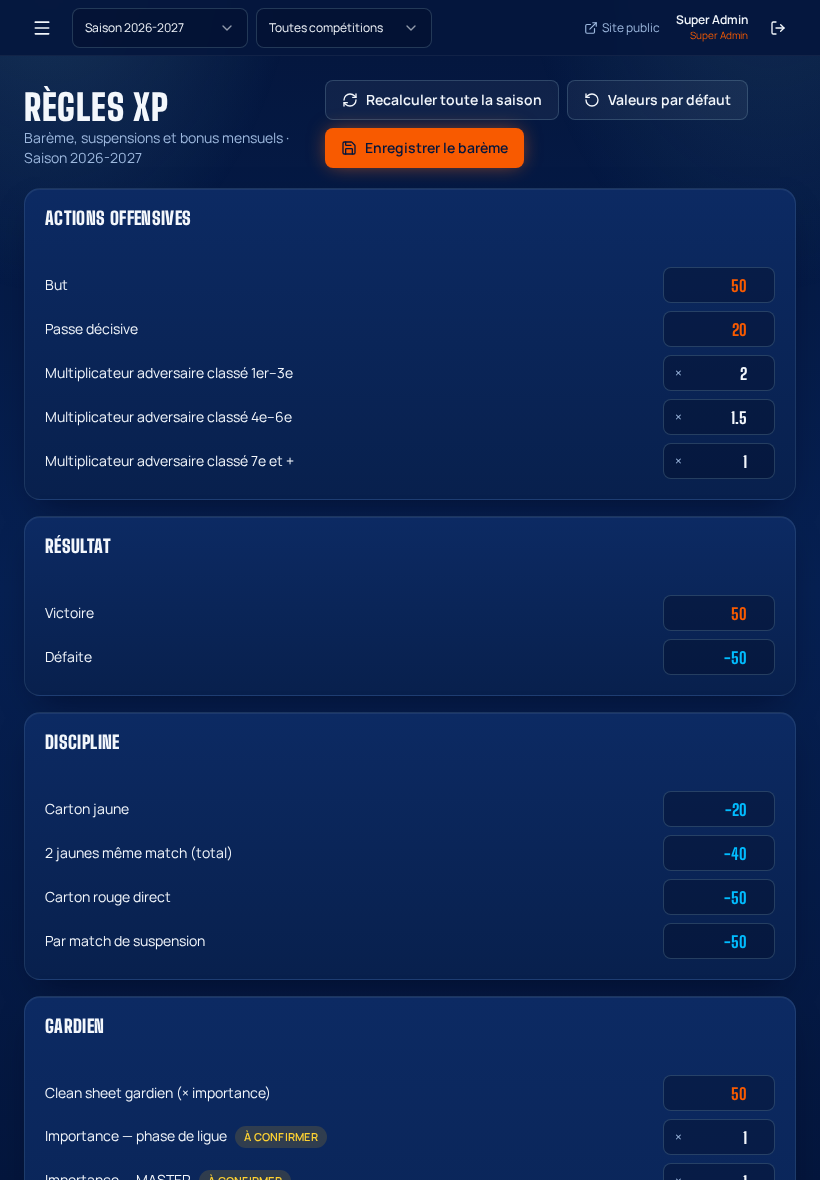 Saison 2026-2027
Toutes compétitions
Site public
Super Admin
Super Admin
RÈGLES XP
Barème, suspensions et bonus mensuels ·
Saison 2026-2027
Recalculer toute la saison
Valeurs par défaut
Enregistrer le barème
ACTIONS OFFENSIVES
But 50
Passe décisive 20
Multiplicateur adversaire classé 1er–3e × 2
Multiplicateur adversaire classé 4e–6e × 1.5
Multiplicateur adversaire classé 7e et + × 1
RÉSULTAT
Victoire 50
Défaite -50
DISCIPLINE
Carton jaune -20
2 jaunes même match (total) -40
Carton rouge direct -50
Par match de suspension -50
GARDIEN
Clean sheet gardien (× importance) 50
Importance — phase de ligue À CONFIRMER × 1
Importance — MASTER À CONFIRMER × 1